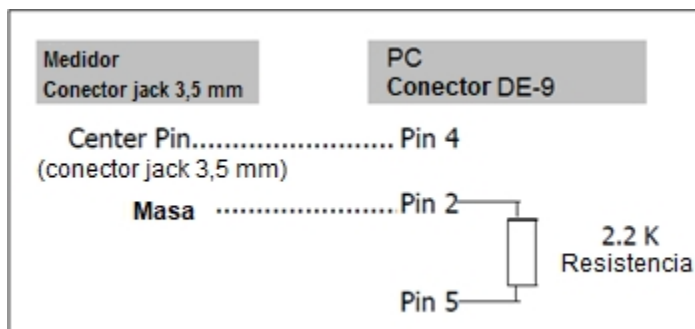 Medidor
Conector jack 3,5 mm
PC
Conector DE-9
Center Pin.......................... Pin 4
(conector jack 3,5 mm)
Masa .......................... Pin 2
2.2 K
Resistencia
Pin 5